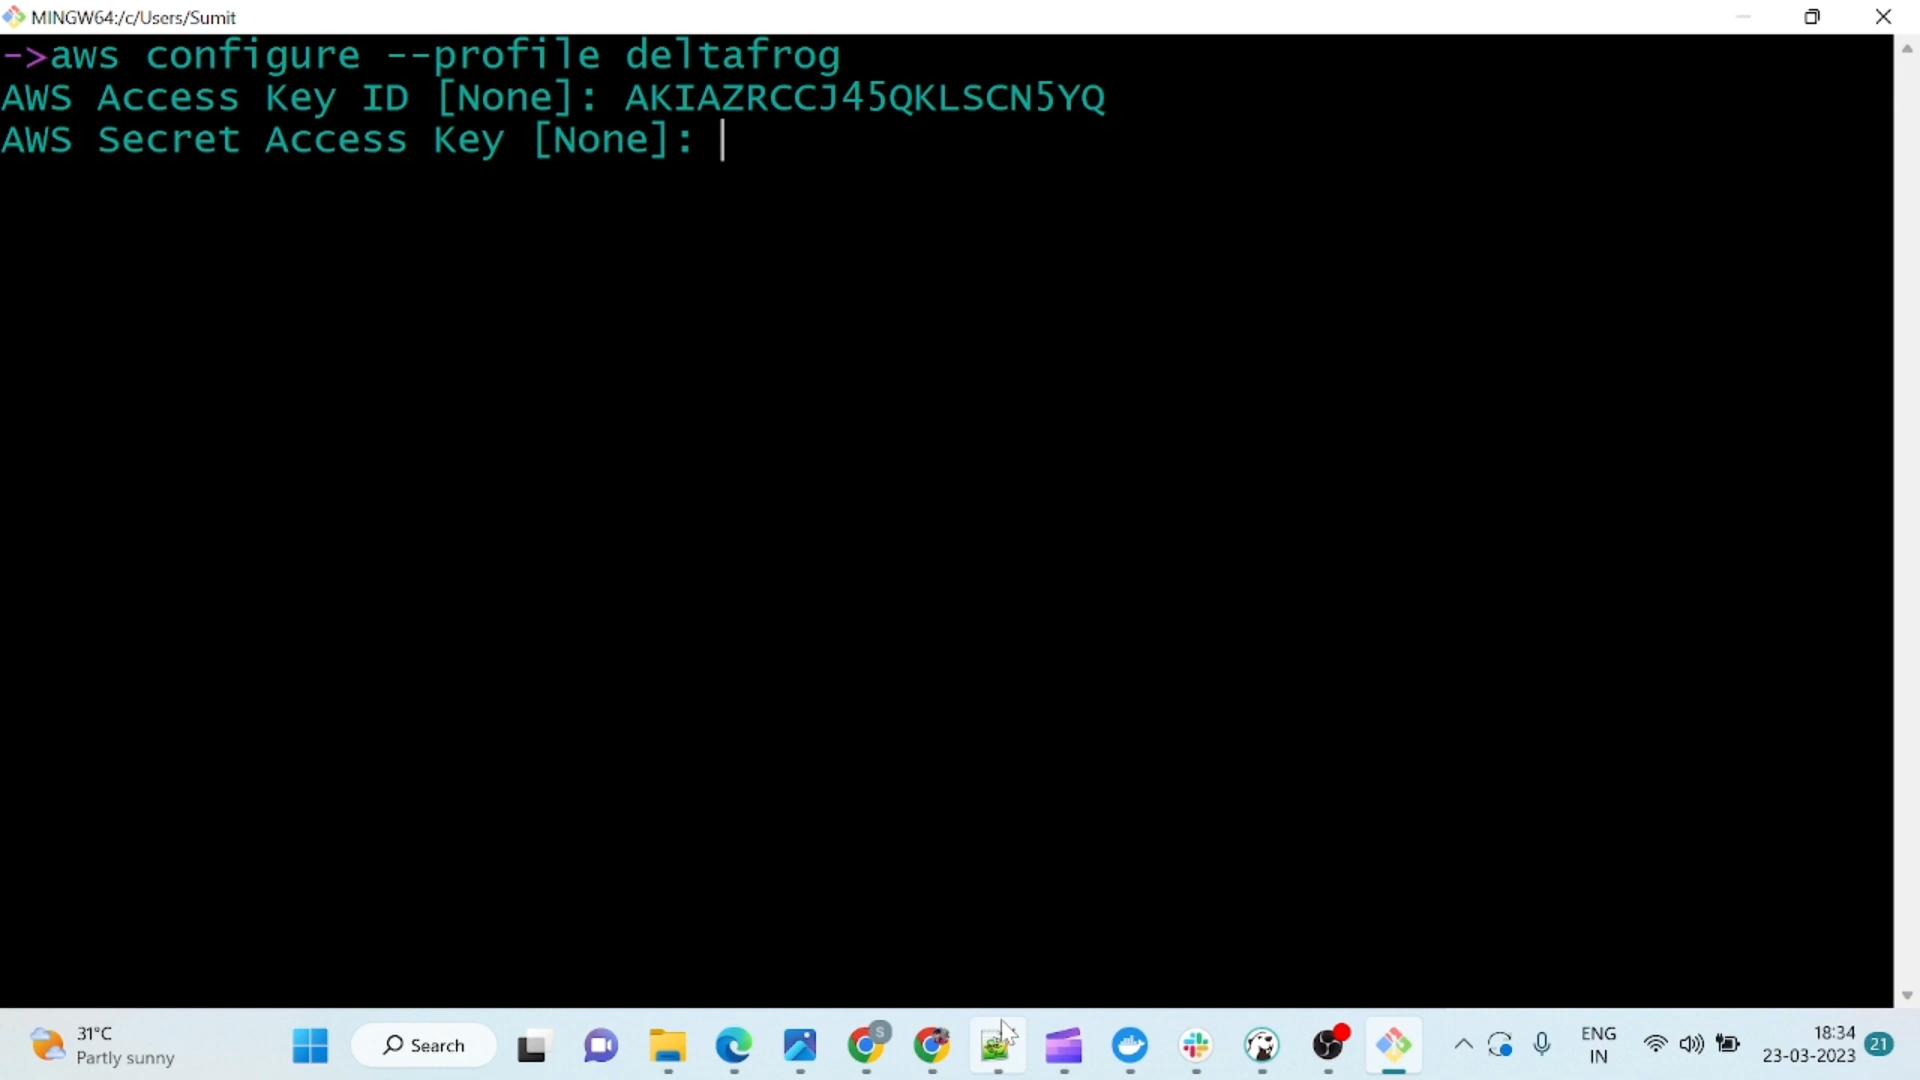 MINGW64:/c/Users/Sumit
->aws configure --profile deltafrog
AWS Access Key ID [None]: AKIAZRCCJ45QKLSCN5YQ
AWS Secret Access Key [None]:
31°C
Partly sunny
Search
S
ENG
IN
18:34
23-03-2023
21